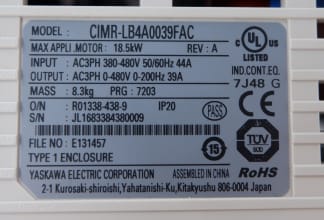 MODEL : CIMR-LB4A0039FAC
MAX APPLI. MOTOR : 18.5kW REV : A
INPUT : AC3PH 380-480V 50/60Hz 44A
OUTPUT : AC3PH 0-480V 0-200Hz 39A
MASS : 8.3kg PRG : 7203
O/N : R01338-438-9 IP20
S/N : JL1683384380009
FILE NO : E131457
TYPE 1 ENCLOSURE
YASKAWA ELECTRIC CORPORATION ASSEMBLED IN CHINA
2-1 Kurosaki-shiroishi,Yahatanishi-Ku,Kitakyushu 806-0004 Japan
C UL US
LISTED
IND.CONT.EQ.
7J48 G
PASS
CE
TÜV
15
RoHS